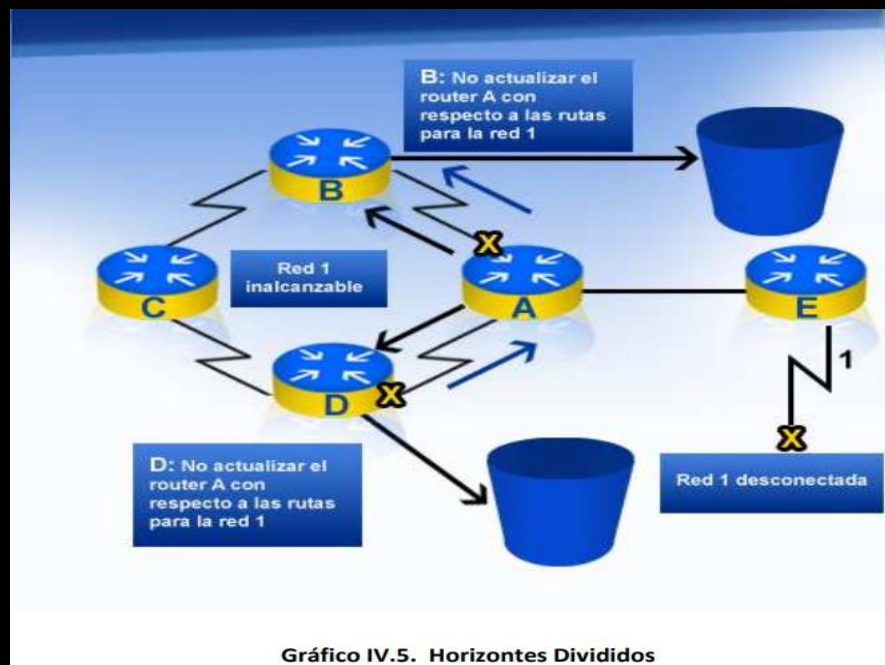 B: No actualizar el
router A con
respecto a las rutas
para la red 1
B
Red 1
inalcanzable
C
A
E
1
D
D: No actualizar el
router A con
respecto a las rutas
para la red 1
Red 1 desconectada
Gráfico IV.5. Horizontes Divididos